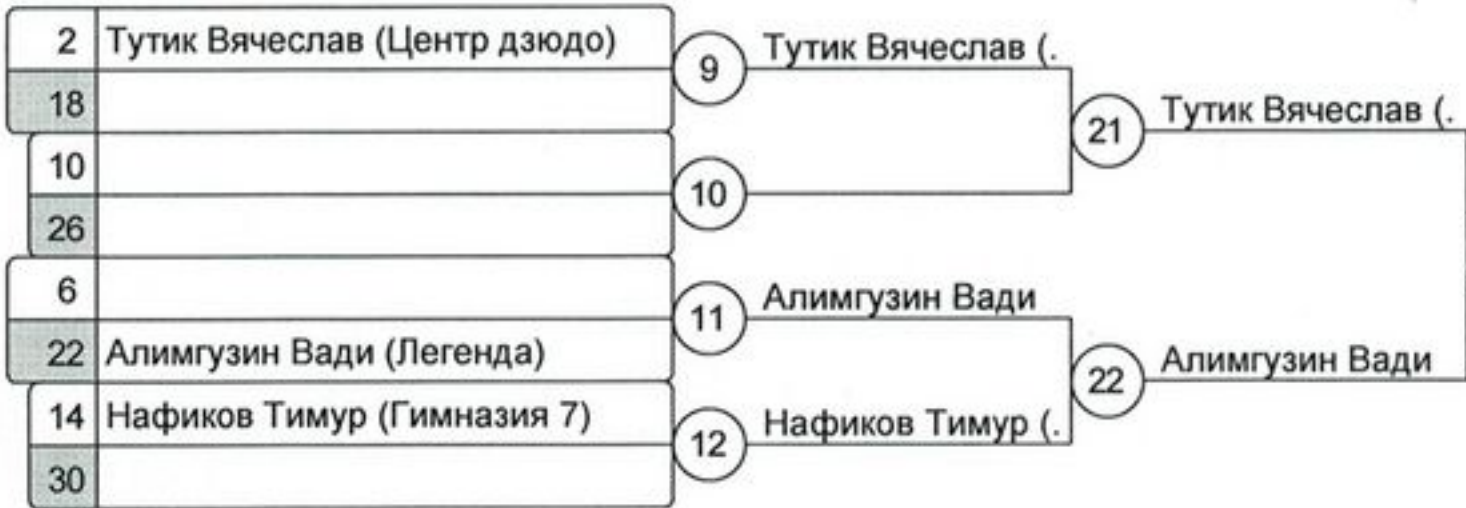 2 Тутик Вячеслав (Центр дзюдо)
18
10
26
6
22 Алимгузин Вади (Легенда)
14 Нафиков Тимур (Гимназия 7)
30
9 Тутик Вячеслав (.
10
11 Алимгузин Вади
12 Нафиков Тимур (.
21 Тутик Вячеслав (.
22 Алимгузин Вади